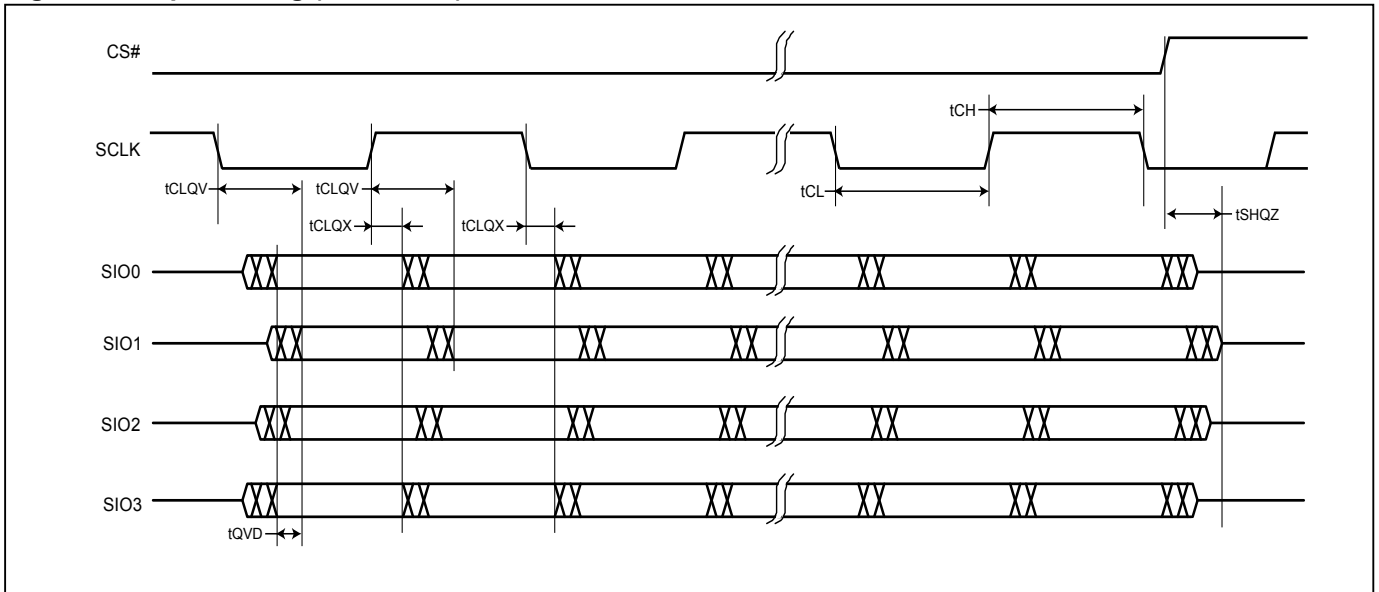 CS#
tCH
SCLK
tCLQV
tCLQV
tCL
tSHQZ
tCLQX
tCLQX
SIO0
SIO1
SIO2
SIO3
tQVD